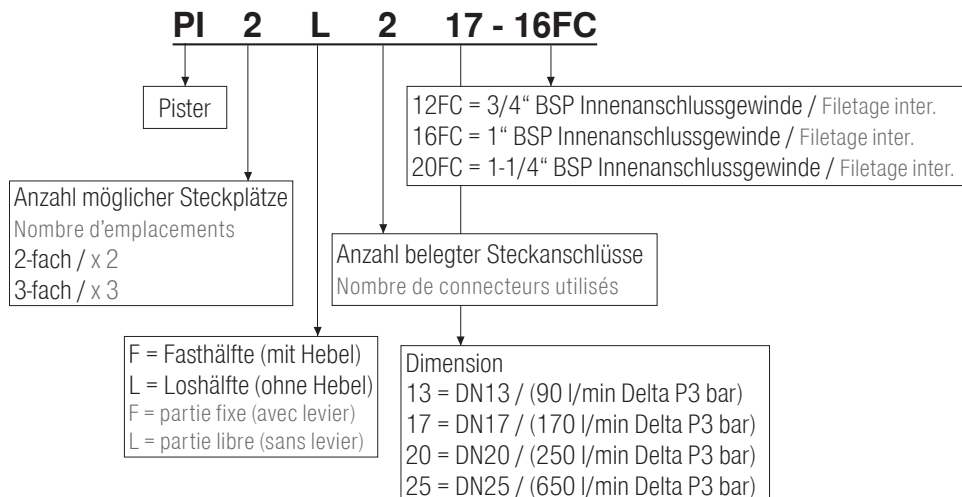 PI 2 L 2 17 - 16FC
Pister
12FC = 3/4“ BSP Innenanschlussgewinde / Filetage inter.
16FC = 1“ BSP Innenanschlussgewinde / Filetage inter.
20FC = 1-1/4“ BSP Innenanschlussgewinde / Filetage inter.
Anzahl möglicher Steckplätze
Nombre d’emplacements
2-fach / x 2
3-fach / x 3
Anzahl belegter Steckanschlüsse
Nombre de connecteurs utilisés
F = Fasthälfte (mit Hebel)
L = Loshälfte (ohne Hebel)
F = partie fixe (avec levier)
L = partie libre (sans levier)
Dimension
13 = DN13 / (90 l/min Delta P3 bar)
17 = DN17 / (170 l/min Delta P3 bar)
20 = DN20 / (250 l/min Delta P3 bar)
25 = DN25 / (650 l/min Delta P3 bar)